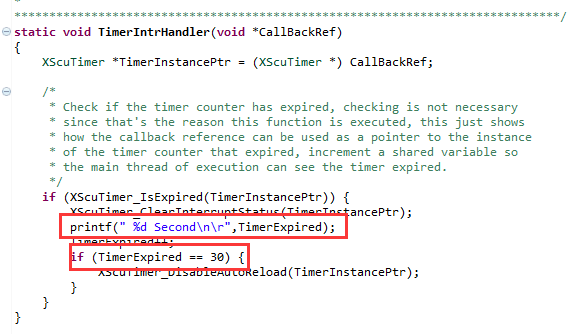 *
******************************************************************************/
static void TimerIntrHandler(void *CallBackRef)
{
XScuTimer *TimerInstancePtr = (XScuTimer *) CallBackRef;
/*
* Check if the timer counter has expired, checking is not necessary
* since that's the reason this function is executed, this just shows
* how the callback reference can be used as a pointer to the instance
* of the timer counter that expired, increment a shared variable so
* the main thread of execution can see the timer expired.
*/
if (XScuTimer_IsExpired(TimerInstancePtr)) {
XScuTimer_ClearInterruptStatus(TimerInstancePtr);
printf(" %d Second\n\r",TimerExpired);
TimerExpired++;
if (TimerExpired == 30) {
XScuTimer_DisableAutoReload(TimerInstancePtr);
}
}
}